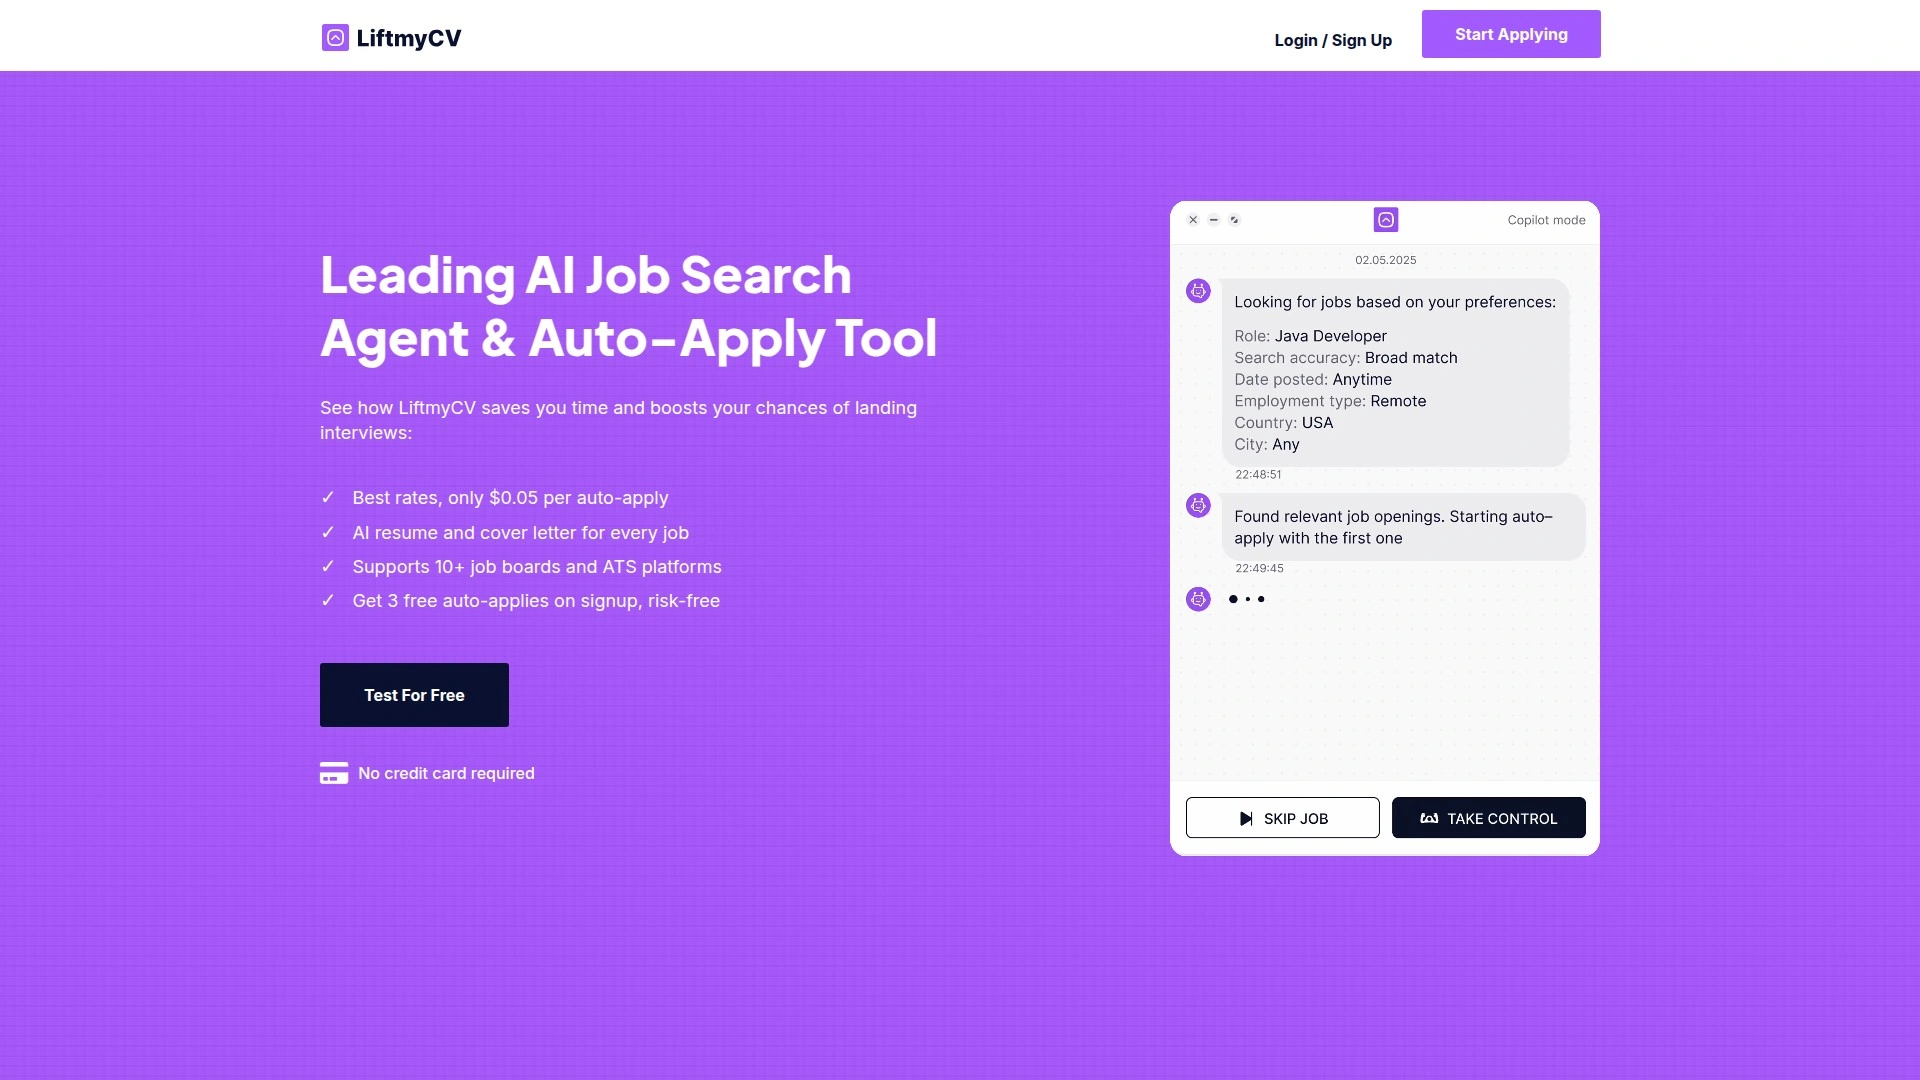 LiftmyCV
Login / Sign Up
Start Applying
Leading AI Job Search
Agent & Auto-Apply Tool
See how LiftmyCV saves you time and boosts your chances of landing
interviews:
✓ Best rates, only $0.05 per auto-apply
✓ AI resume and cover letter for every job
✓ Supports 10+ job boards and ATS platforms
✓ Get 3 free auto-applies on signup, risk-free
Test For Free
No credit card required
Copilot mode
02.05.2025
Looking for jobs based on your preferences:
Role: Java Developer
Search accuracy: Broad match
Date posted: Anytime
Employment type: Remote
Country: USA
City: Any
22:48:51
Found relevant job openings. Starting auto–
apply with the first one
22:49:45
SKIP JOB
TAKE CONTROL